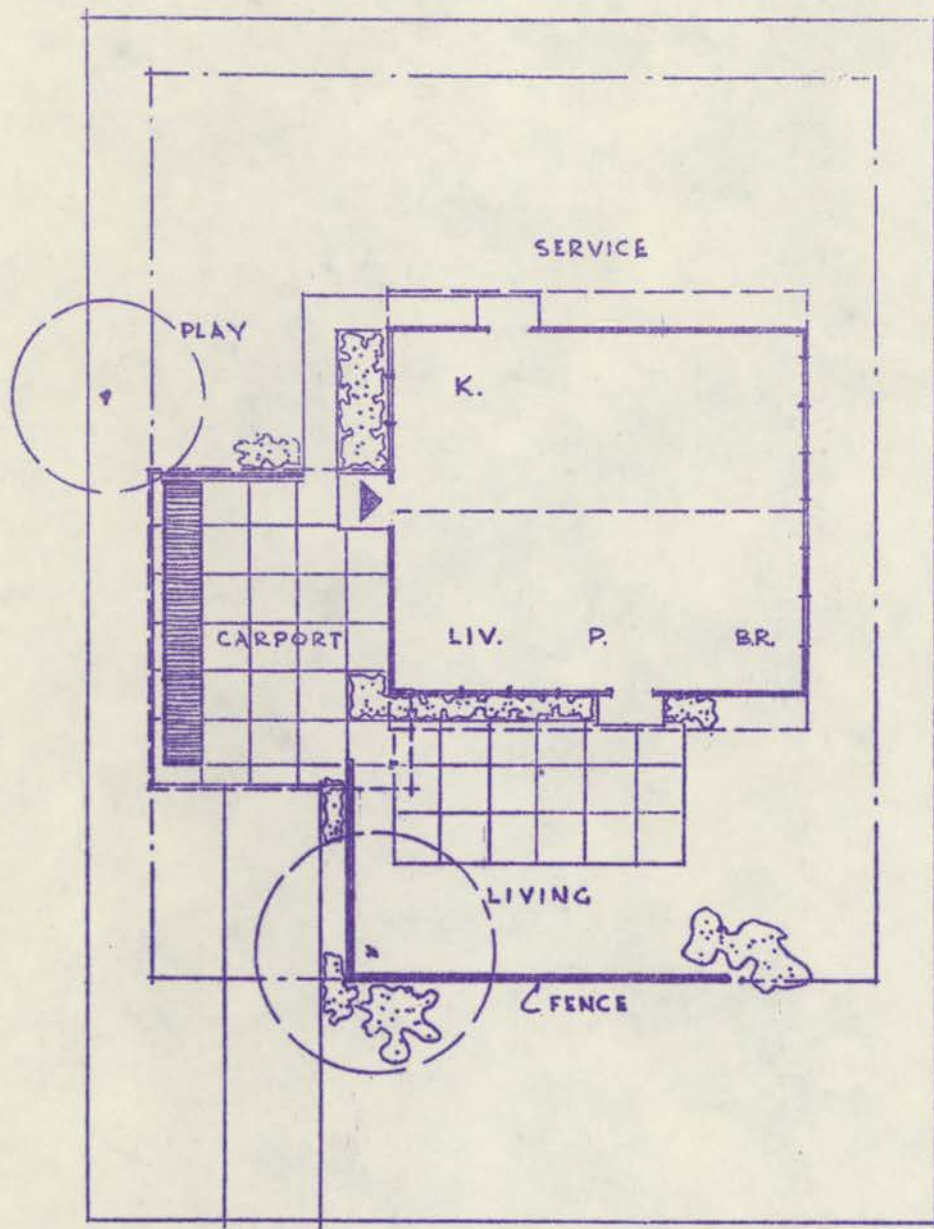 SERVICE
PLAY
K.
CARPORT
LIV.
P.
B.R.
LIVING
FENCE